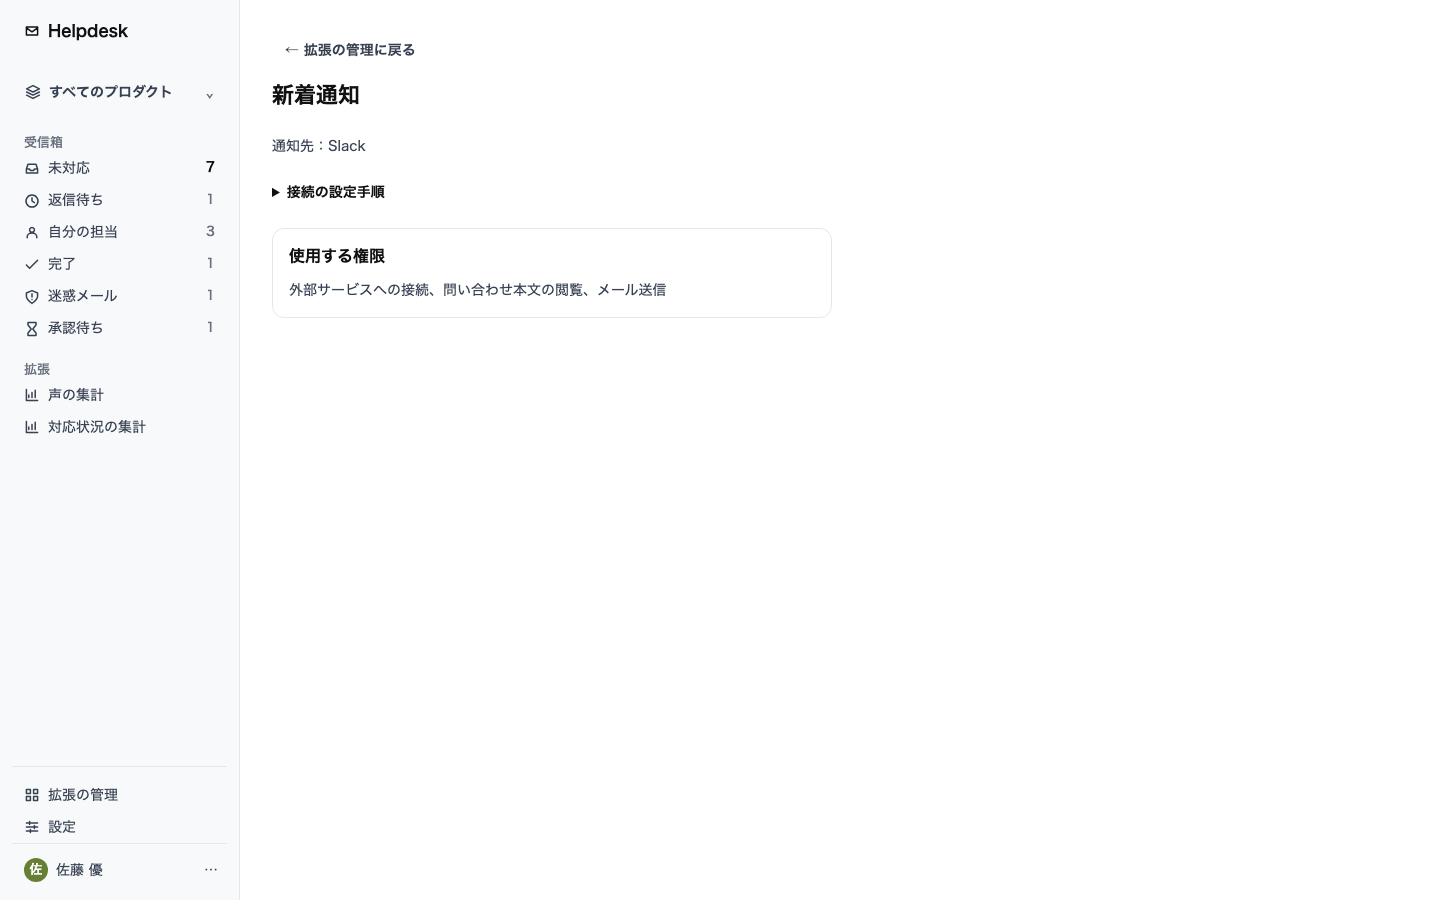 Helpdesk
すべてのプロダクト
受信箱
未対応 7
返信待ち 1
自分の担当 3
完了 1
迷惑メール 1
承認待ち 1
拡張
声の集計
対応状況の集計
拡張の管理
設定
佐 佐藤 優 …
← 拡張の管理に戻る
新着通知
通知先：Slack
▶ 接続の設定手順
使用する権限
外部サービスへの接続、問い合わせ本文の閲覧、メール送信